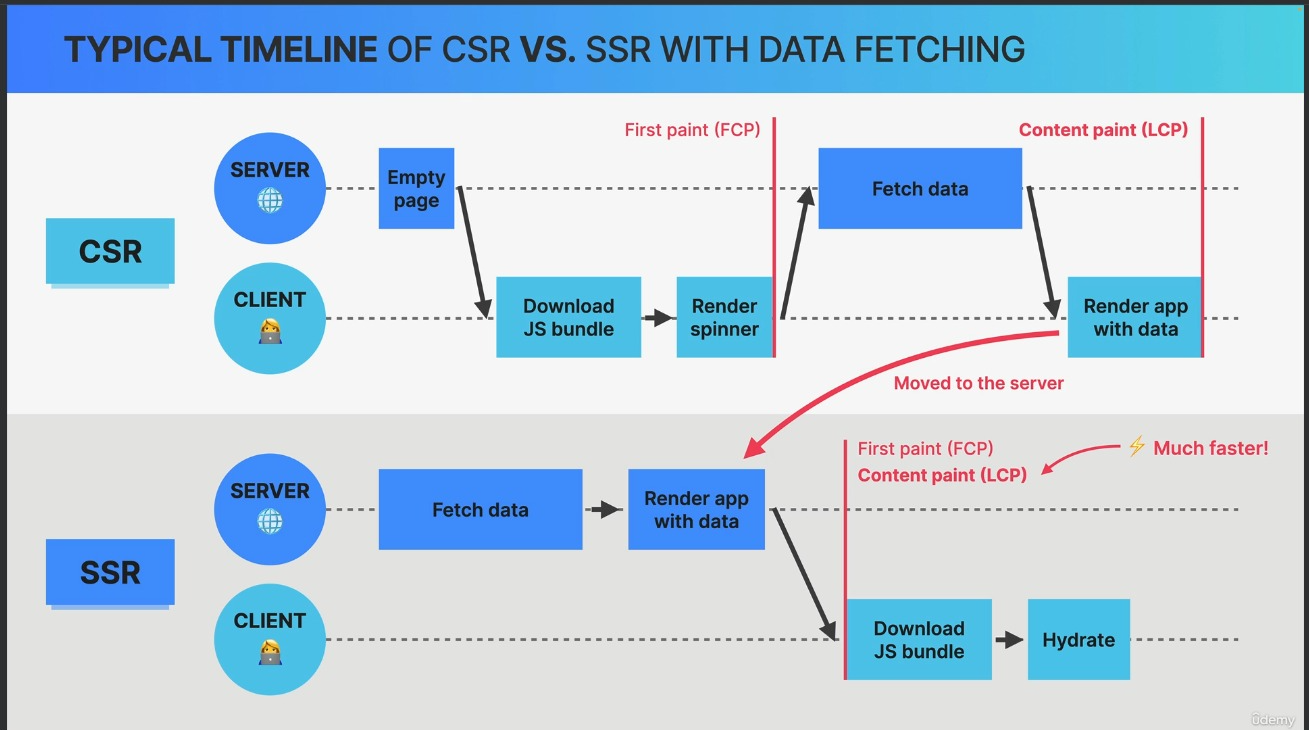 TYPICAL TIMELINE OF CSR VS. SSR WITH DATA FETCHING
First paint (FCP)
Content paint (LCP)
SERVER
Empty
page
Fetch data
CSR
CLIENT
Download
JS bundle
Render
spinner
Render app
with data
Moved to the server
First paint (FCP)
Content paint (LCP)
Much faster!
SERVER
Fetch data
Render app
with data
SSR
CLIENT
Download
JS bundle
Hydrate
ûdemy